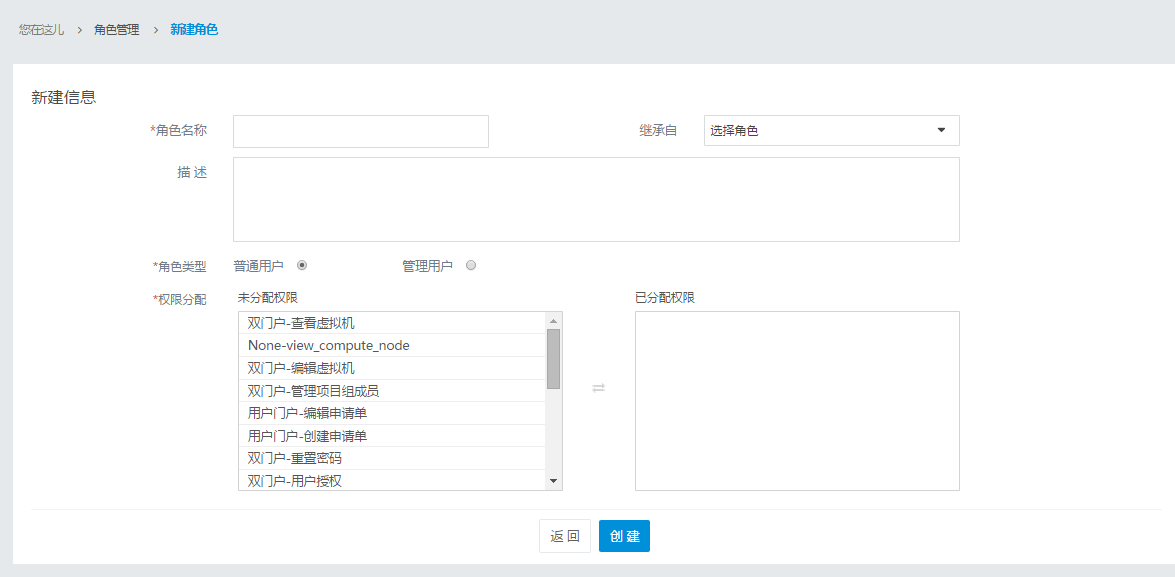 您在这儿 > 角色管理 > 新建角色
新建信息
*角色名称 继承自 选择角色
描 述
*角色类型 普通用户 管理用户
*权限分配 未分配权限 已分配权限
双门户-查看虚拟机
None-view_compute_node
双门户-编辑虚拟机
双门户-管理项目组成员
用户门户-编辑申请单
用户门户-创建申请单
双门户-重置密码
双门户-用户授权
返 回 创 建